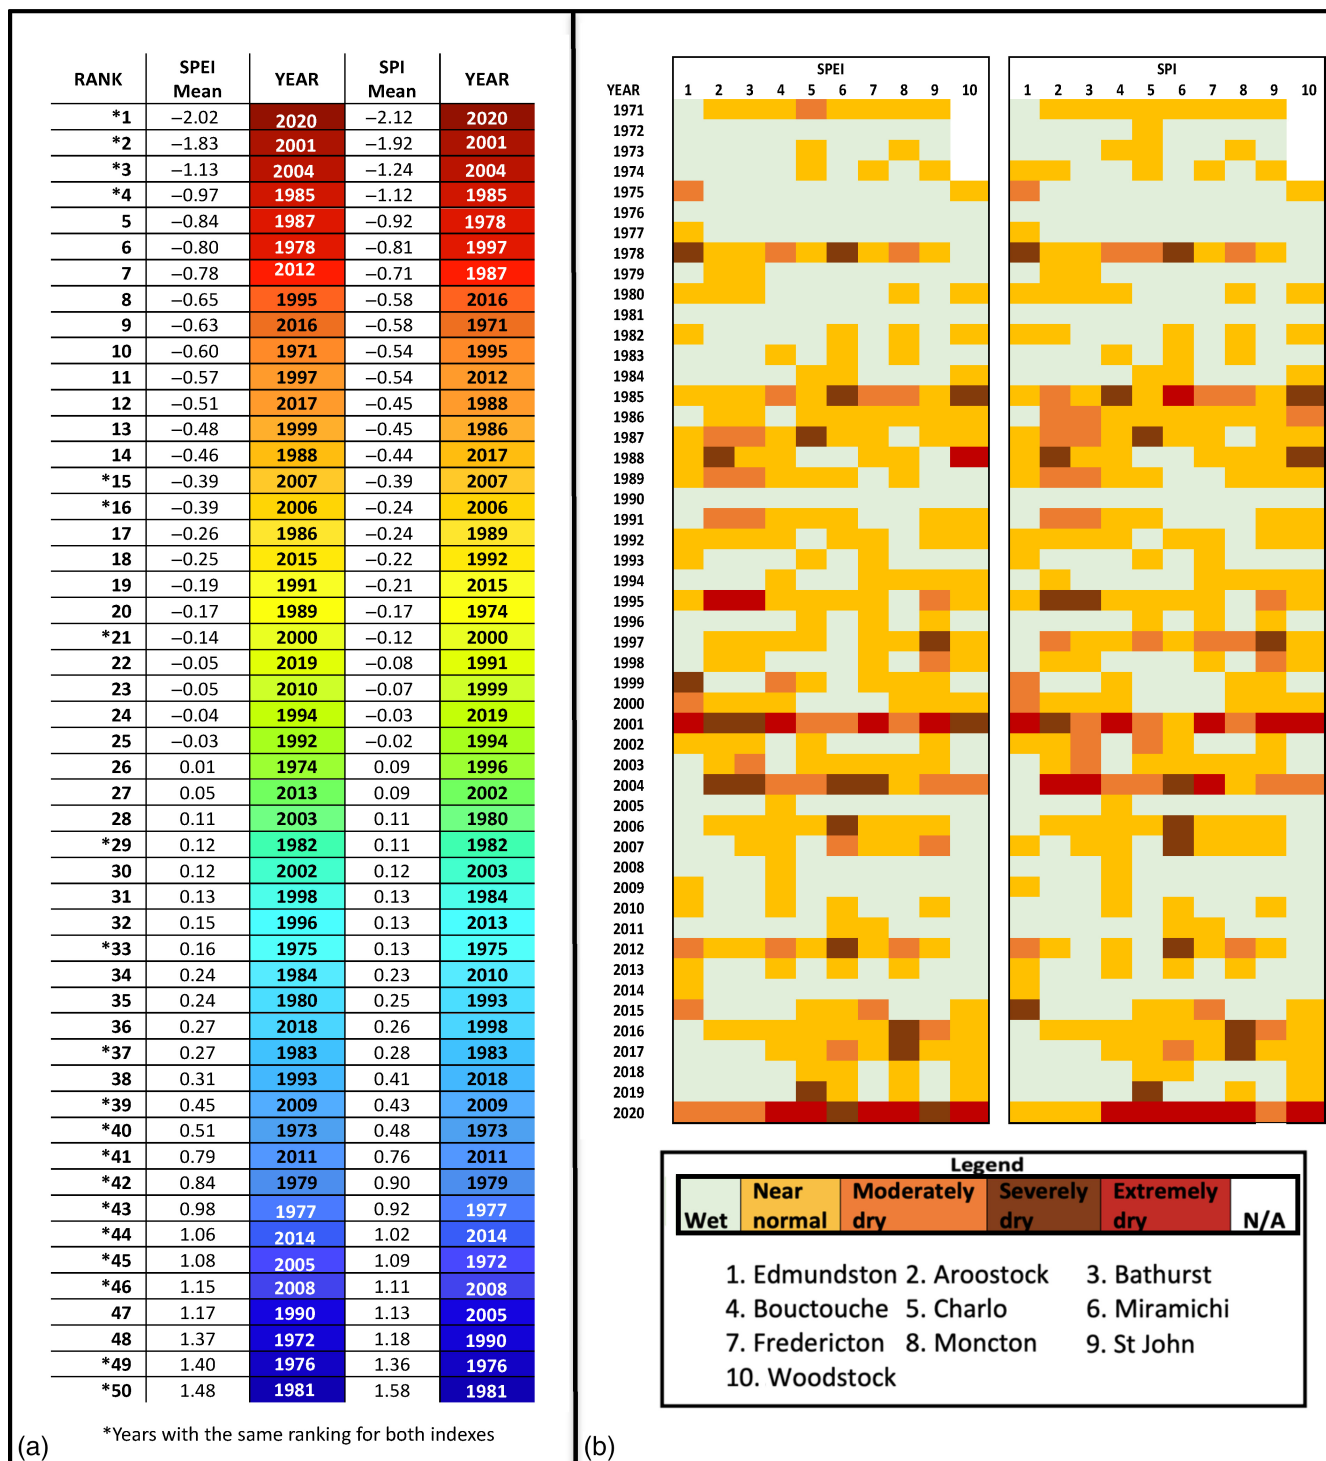 RANK SPEI Mean YEAR SPI Mean YEAR
*1 –2.02 2020 –2.12 2020
*2 –1.83 2001 –1.92 2001
*3 –1.13 2004 –1.24 2004
*4 –0.97 1985 –1.12 1985
5 –0.84 1987 –0.92 1978
6 –0.80 1978 –0.81 1997
7 –0.78 2012 –0.71 1987
8 –0.65 1995 –0.58 2016
9 –0.63 2016 –0.58 1971
10 –0.60 1971 –0.54 1995
11 –0.57 1997 –0.54 2012
12 –0.51 2017 –0.45 1988
13 –0.48 1999 –0.45 1986
14 –0.46 1988 –0.44 2017
*15 –0.39 2007 –0.39 2007
*16 –0.39 2006 –0.24 2006
17 –0.26 1986 –0.24 1989
18 –0.25 2015 –0.22 1992
19 –0.19 1991 –0.21 2015
20 –0.17 1989 –0.17 1974
*21 –0.14 2000 –0.12 2000
22 –0.05 2019 –0.08 1991
23 –0.05 2010 –0.07 1999
24 –0.04 1994 –0.03 2019
25 –0.03 1992 –0.02 1994
26 0.01 1974 0.09 1996
27 0.05 2013 0.09 2002
28 0.11 2003 0.11 1980
*29 0.12 1982 0.11 1982
30 0.12 2002 0.12 2003
31 0.13 1998 0.13 1984
32 0.15 1996 0.13 2013
*33 0.16 1975 0.13 1975
34 0.24 1984 0.23 2010
35 0.24 1980 0.25 1993
36 0.27 2018 0.26 1998
*37 0.27 1983 0.28 1983
38 0.31 1993 0.41 2018
*39 0.45 2009 0.43 2009
*40 0.51 1973 0.48 1973
*41 0.79 2011 0.76 2011
*42 0.84 1979 0.90 1979
*43 0.98 1977 0.92 1977
*44 1.06 2014 1.02 2014
*45 1.08 2005 1.09 1972
*46 1.15 2008 1.11 2008
47 1.17 1990 1.13 2005
48 1.37 1972 1.18 1990
*49 1.40 1976 1.36 1976
*50 1.48 1981 1.58 1981
*Years with the same ranking for both indexes
(a)
SPEI SPI
YEAR 1 2 3 4 5 6 7 8 9 10 1 2 3 4 5 6 7 8 9 10
1971
1972
1973
1974
1975
1976
1977
1978
1979
1980
1981
1982
1983
1984
1985
1986
1987
1988
1989
1990
1991
1992
1993
1994
1995
1996
1997
1998
1999
2000
2001
2002
2003
2004
2005
2006
2007
2008
2009
2010
2011
2012
2013
2014
2015
2016
2017
2018
2019
2020
Legend
Wet Near normal Moderately dry Severely dry Extremely dry N/A
1. Edmundston 2. Aroostock 3. Bathurst
4. Bouctouche 5. Charlo 6. Miramichi
7. Fredericton 8. Moncton 9. St John
10. Woodstock
(b)